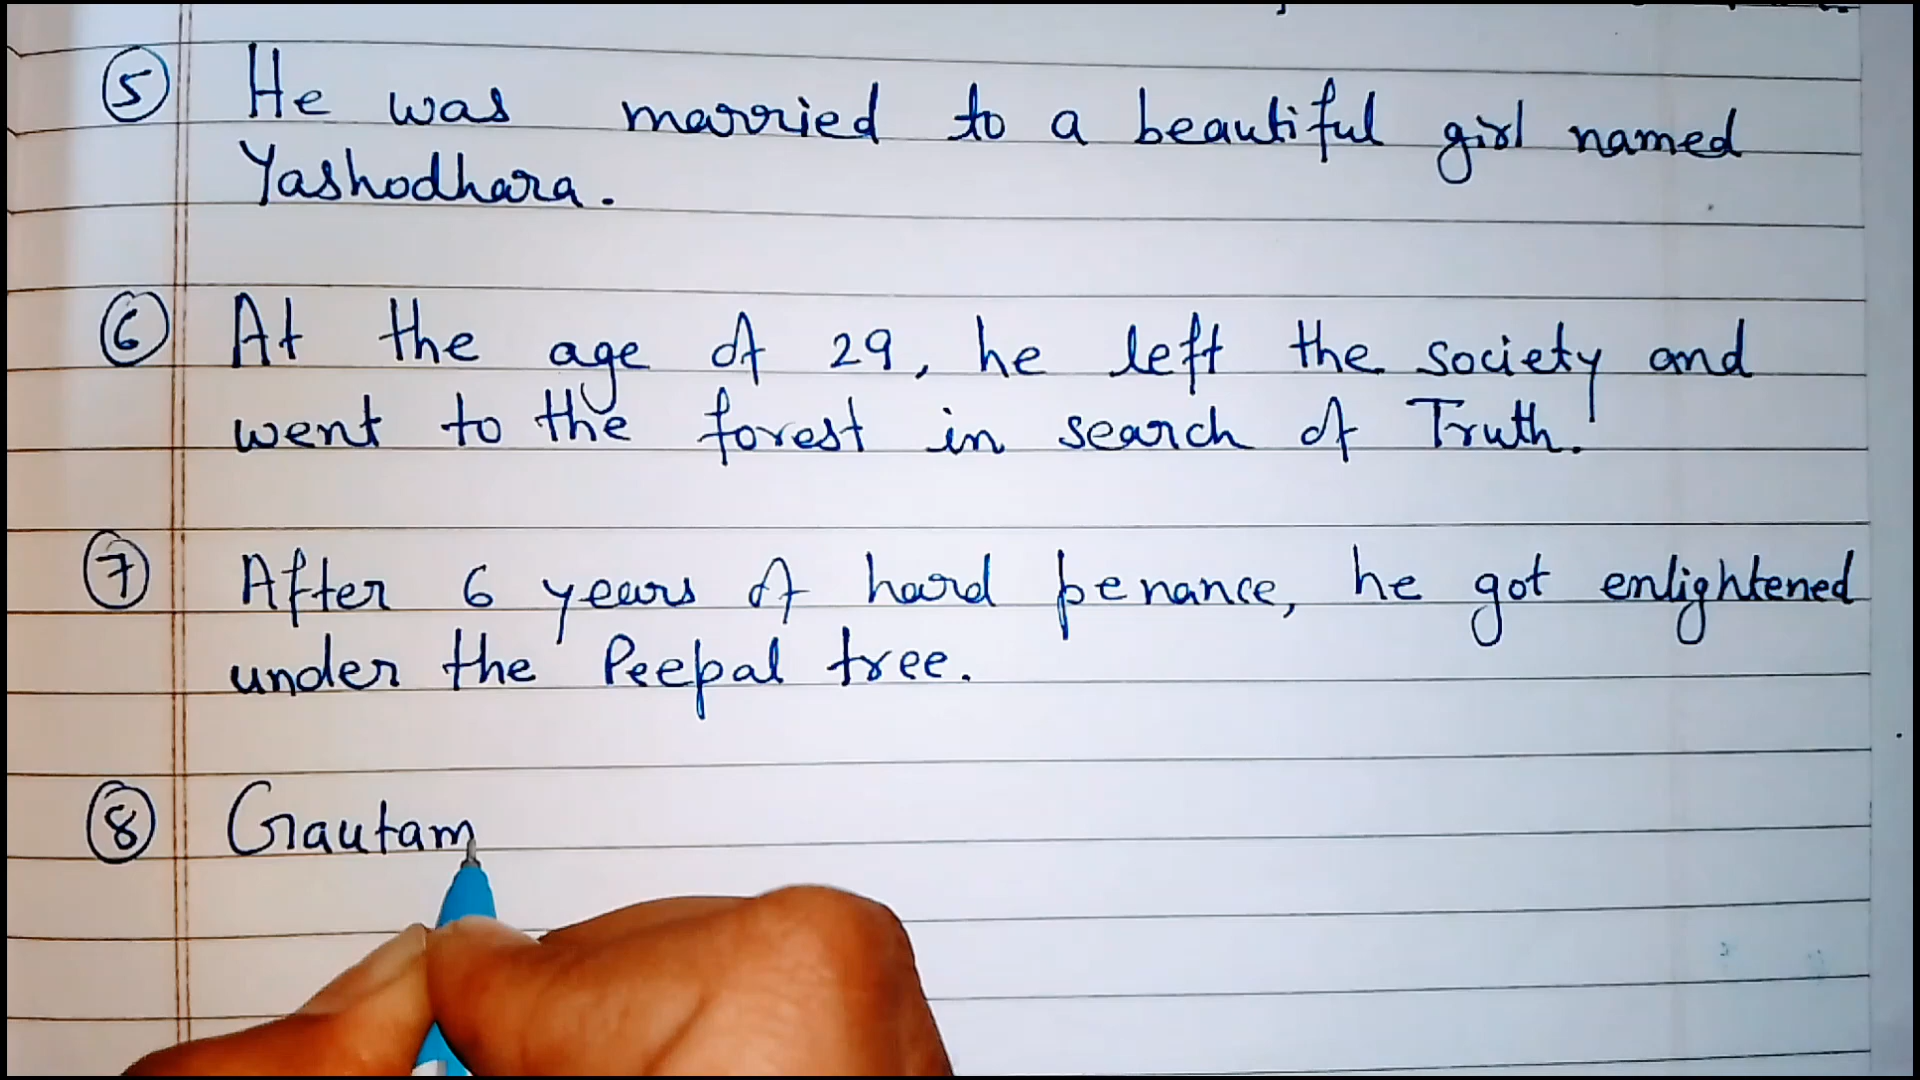 5 He was married to a beautiful girl named
Yashodhara.
6 At the age of 29, he left the society and
went to the forest in search of Truth.
7 After 6 years of hard penance, he got enlightened
under the Peepal tree.
8 Gautam